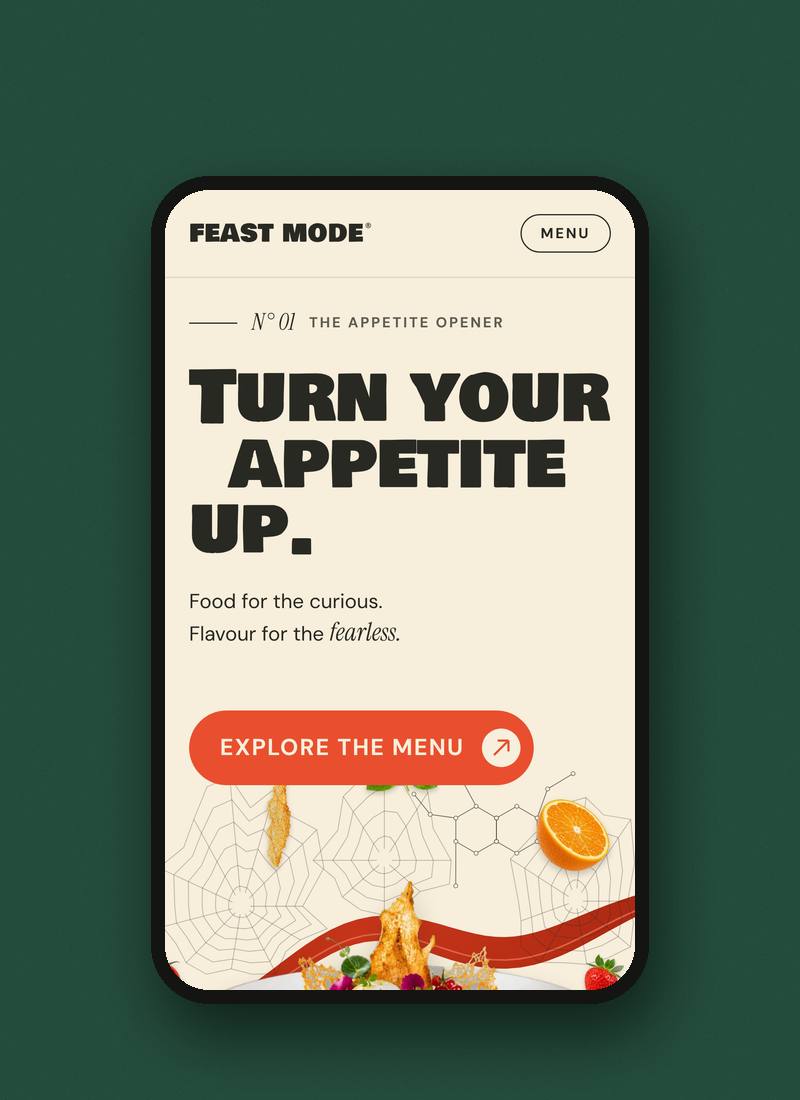 FEAST MODE®
MENU
N° 01 THE APPETITE OPENER
TURN YOUR
APPETITE
UP.
Food for the curious.
Flavour for the fearless.
EXPLORE THE MENU